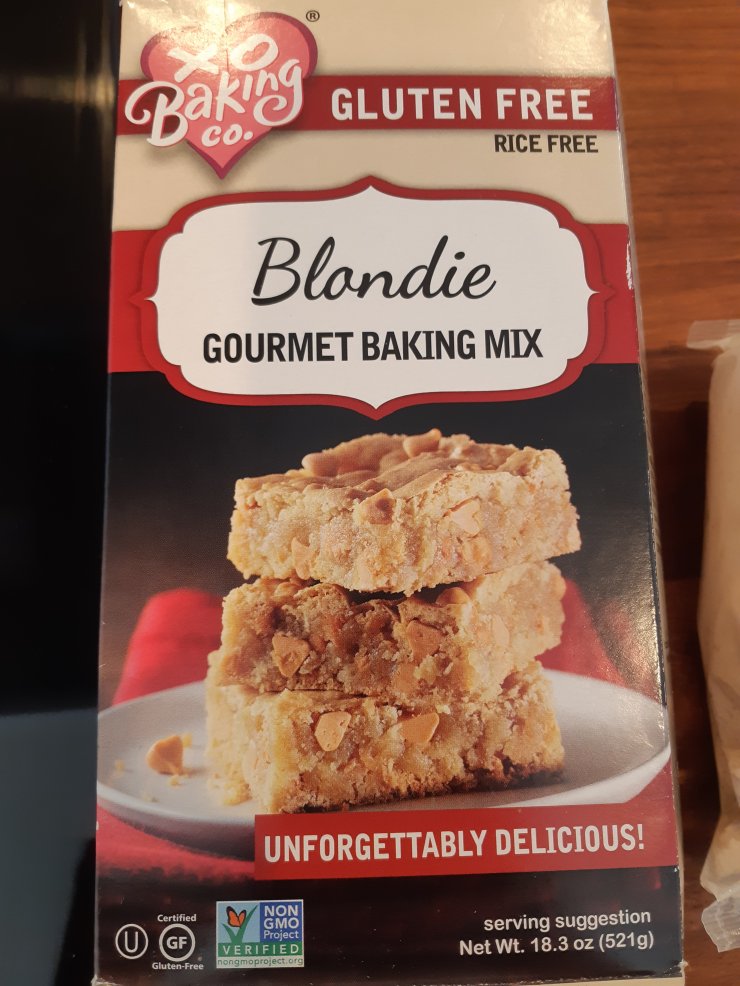 ®
XO
Baking
co.
GLUTEN FREE
RICE FREE
Blondie
GOURMET BAKING MIX
UNFORGETTABLY DELICIOUS!
U
Certified
GF
Gluten-Free
NON
GMO
Project
VERIFIED
nongmoproject.org
serving suggestion
Net Wt. 18.3 oz (521g)